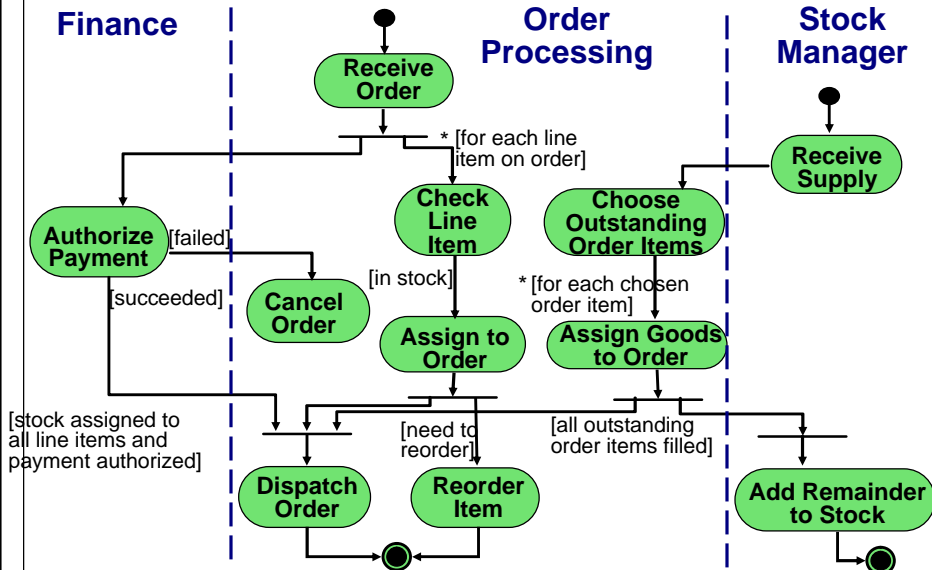 Finance
Order
Processing
Stock
Manager
Receive
Order
* [for each line
item on order]
Receive
Supply
Check
Line
Item
Choose
Outstanding
Order Items
Authorize
Payment
[failed]
[in stock]
* [for each chosen
order item]
[succeeded]
Cancel
Order
Assign to
Order
Assign Goods
to Order
[stock assigned to
all line items and
payment authorized]
[need to
reorder]
[all outstanding
order items filled]
Dispatch
Order
Reorder
Item
Add Remainder
to Stock